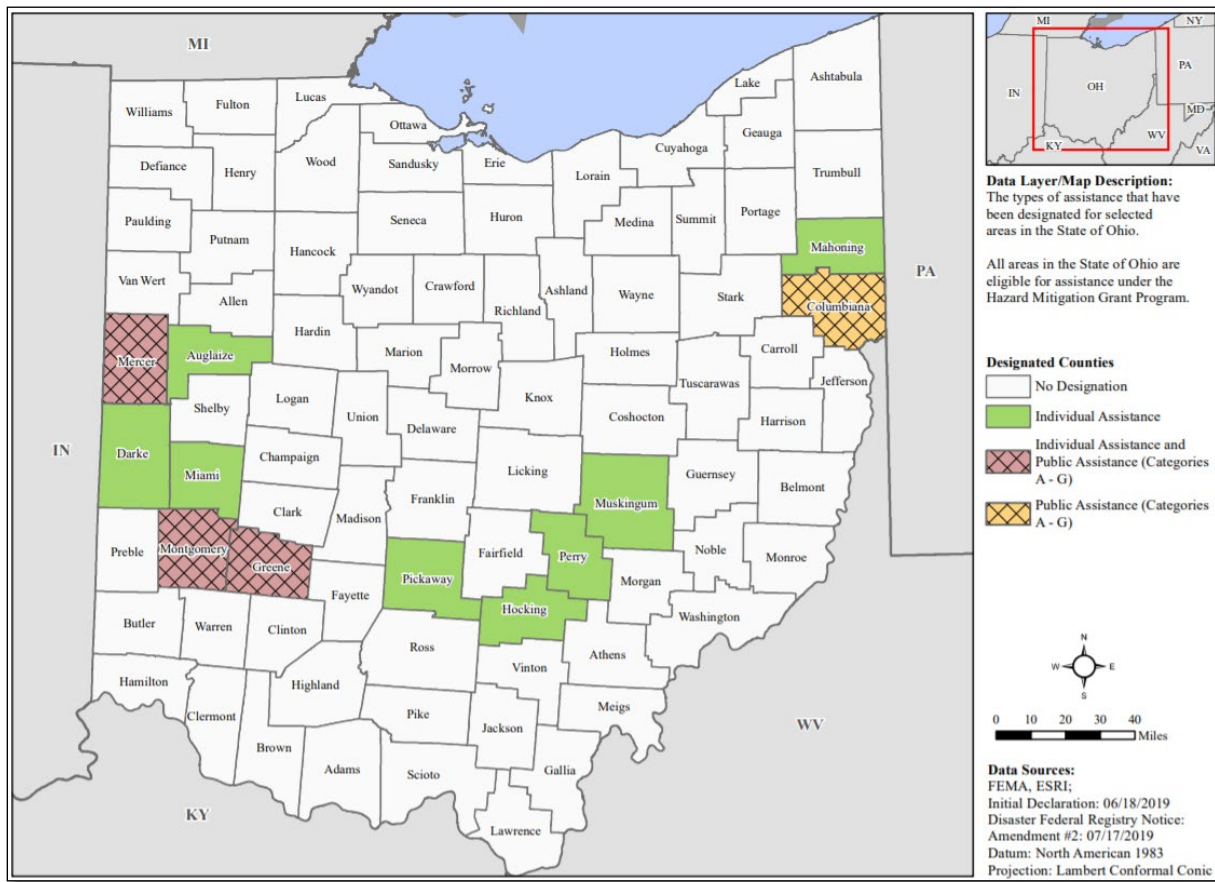 MI
IN
PA
WV
KY
Williams
Fulton
Lucas
Ottawa
Lake
Ashtabula
Geauga
Cuyahoga
Defiance
Henry
Wood
Sandusky
Erie
Lorain
Trumbull
Paulding
Putnam
Hancock
Seneca
Huron
Medina
Summit
Portage
Mahoning
Van Wert
Allen
Wyandot
Crawford
Richland
Ashland
Wayne
Stark
Columbiana
Mercer
Auglaize
Hardin
Marion
Morrow
Holmes
Carroll
Tuscarawas
Jefferson
Shelby
Logan
Union
Knox
Coshocton
Harrison
Darke
Miami
Champaign
Delaware
Licking
Guernsey
Belmont
Muskingum
Clark
Madison
Franklin
Preble
Montgomery
Greene
Pickaway
Fairfield
Perry
Noble
Monroe
Morgan
Fayette
Hocking
Washington
Butler
Warren
Clinton
Ross
Athens
Vinton
Hamilton
Highland
Meigs
Clermont
Pike
Jackson
Brown
Adams
Scioto
Gallia
Lawrence
MI
NY
PA
IN
OH
MD
WV
KY
VA
Data Layer/Map Description:
The types of assistance that have
been designated for selected
areas in the State of Ohio.
All areas in the State of Ohio are
eligible for assistance under the
Hazard Mitigation Grant Program.
Designated Counties
No Designation
Individual Assistance
Individual Assistance and
Public Assistance (Categories
A - G)
Public Assistance (Categories
A - G)
N
W
E
S
0 10 20 30 40
Miles
Data Sources:
FEMA, ESRI;
Initial Declaration: 06/18/2019
Disaster Federal Registry Notice:
Amendment #2: 07/17/2019
Datum: North American 1983
Projection: Lambert Conformal Conic